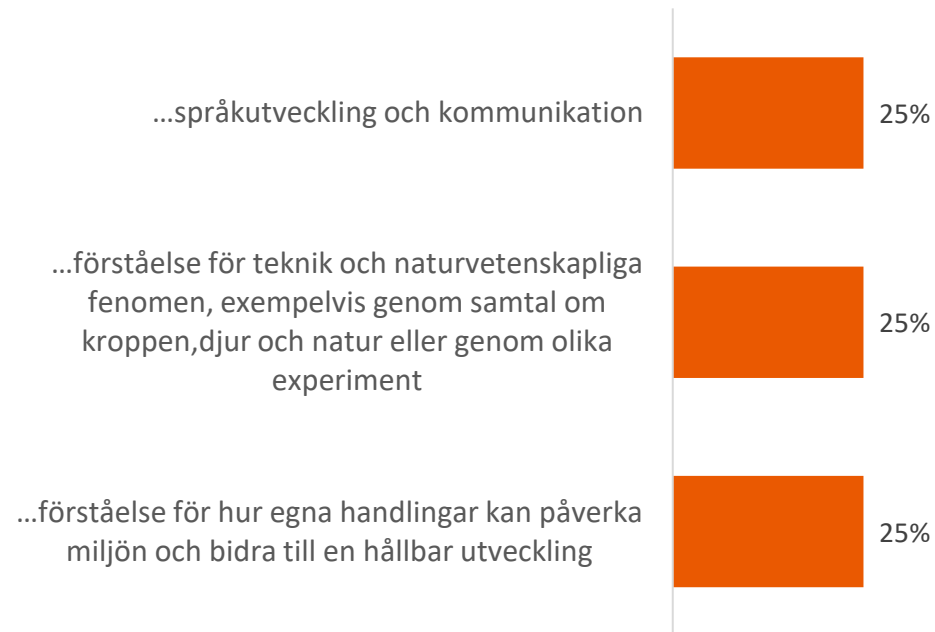 ...språkutveckling och kommunikation
25%
...förståelse för teknik och naturvetenskapliga
fenomen, exempelvis genom samtal om
kroppen,djur och natur eller genom olika
experiment
25%
...förståelse för hur egna handlingar kan påverka
miljön och bidra till en hållbar utveckling
25%